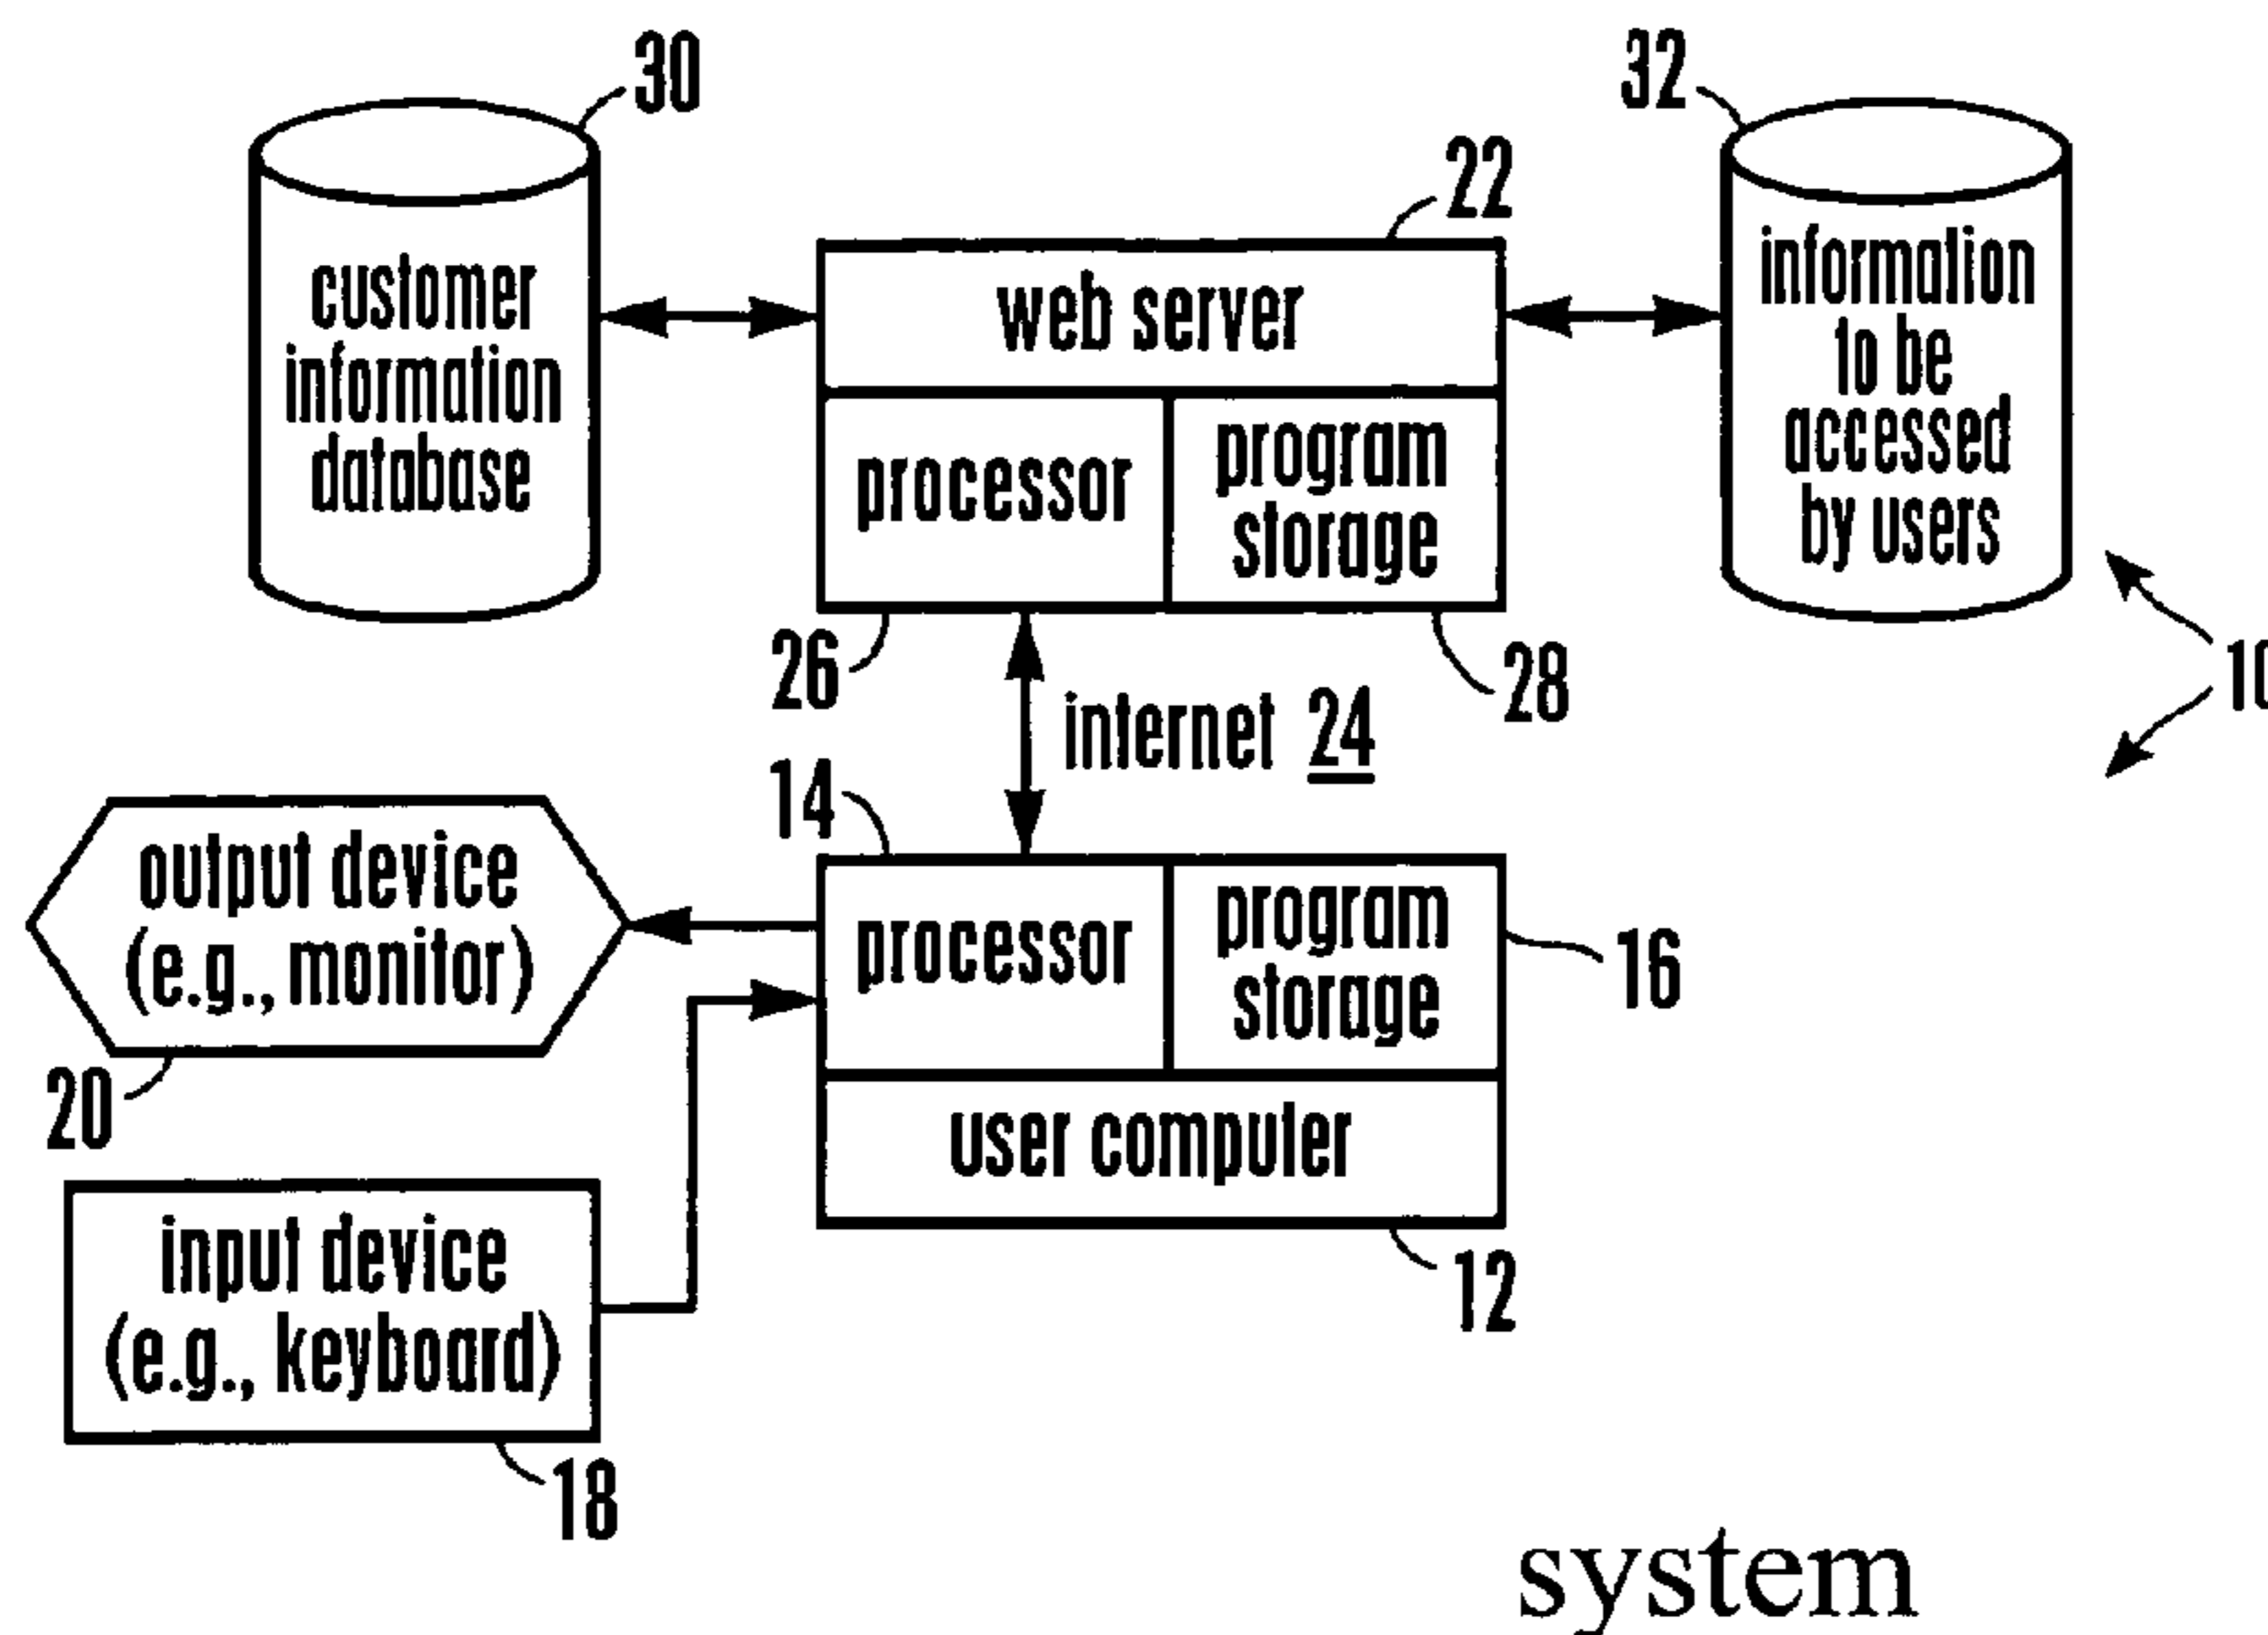 30
32
22
customer
information
database
web server
information
to be
accessed
by users
processor
program
storage
26
28
10
internet 24
14
output device
(e.g., monitor)
processor
program
storage
16
20
user computer
input device
(e.g., keyboard)
12
18
system